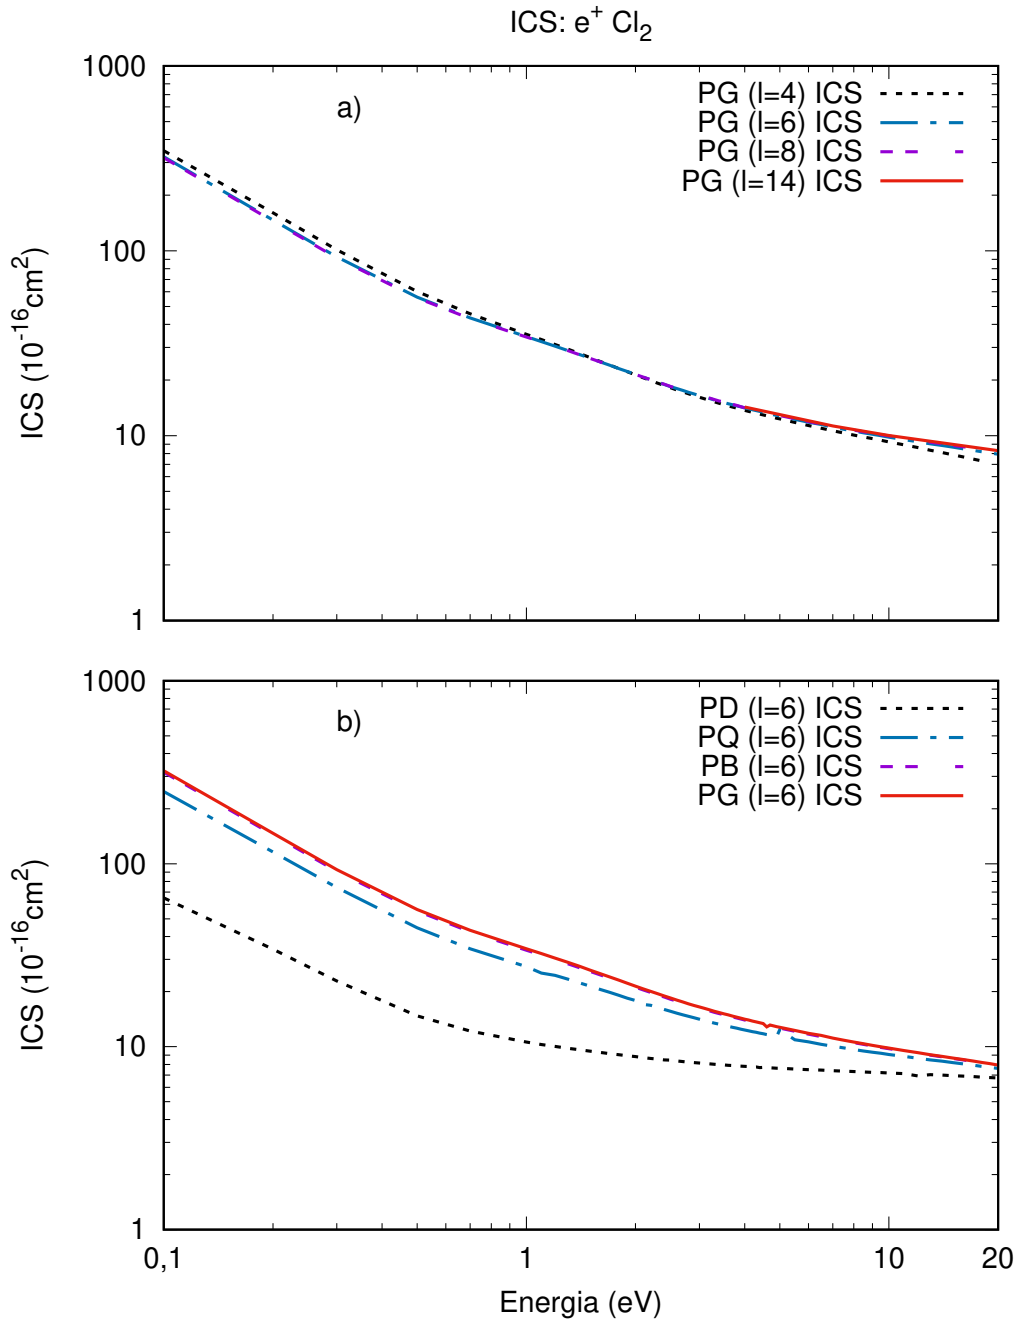 ICS: e⁺ Cl₂
1000
a)
PG (l=4) ICS
PG (l=6) ICS
PG (l=8) ICS
PG (l=14) ICS
100
ICS (10⁻¹⁶cm²)
10
1
1000
b)
PD (l=6) ICS
PQ (l=6) ICS
PB (l=6) ICS
PG (l=6) ICS
100
ICS (10⁻¹⁶cm²)
10
1
0,1 1 10 20
Energia (eV)